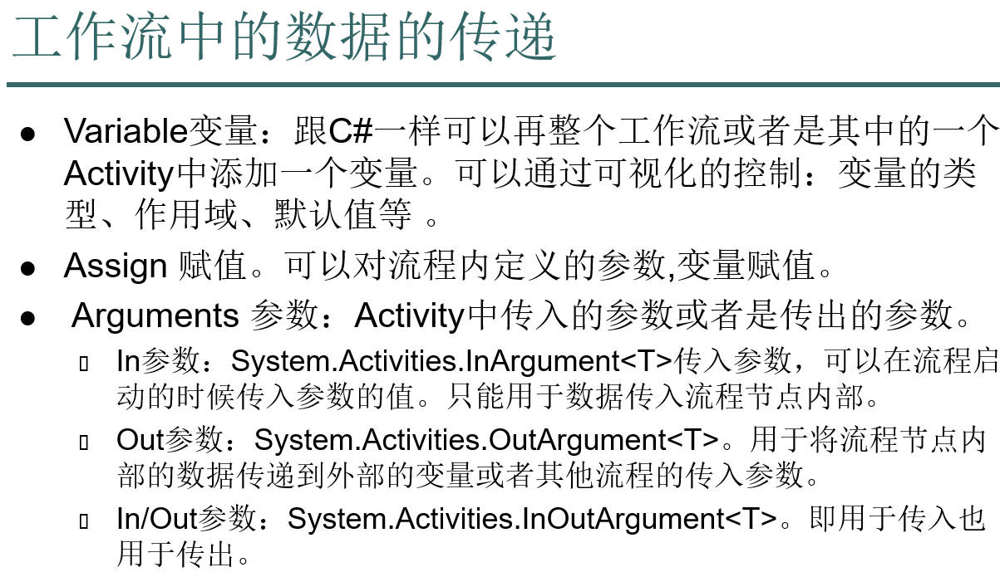 工作流中的数据的传递
● Variable变量：跟C#一样可以再整个工作流或者是其中的一个
Activity中添加一个变量。可以通过可视化的控制：变量的类
型、作用域、默认值等 。
● Assign 赋值。可以对流程内定义的参数,变量赋值。
● Arguments 参数：Activity中传入的参数或者是传出的参数。
▯ In参数：System.Activities.InArgument<T>传入参数，可以在流程启
动的时候传入参数的值。只能用于数据传入流程节点内部。
▯ Out参数：System.Activities.OutArgument<T>。用于将流程节点内
部的数据传递到外部的变量或者其他流程的传入参数。
▯ In/Out参数：System.Activities.InOutArgument<T>。即用于传入也
用于传出。